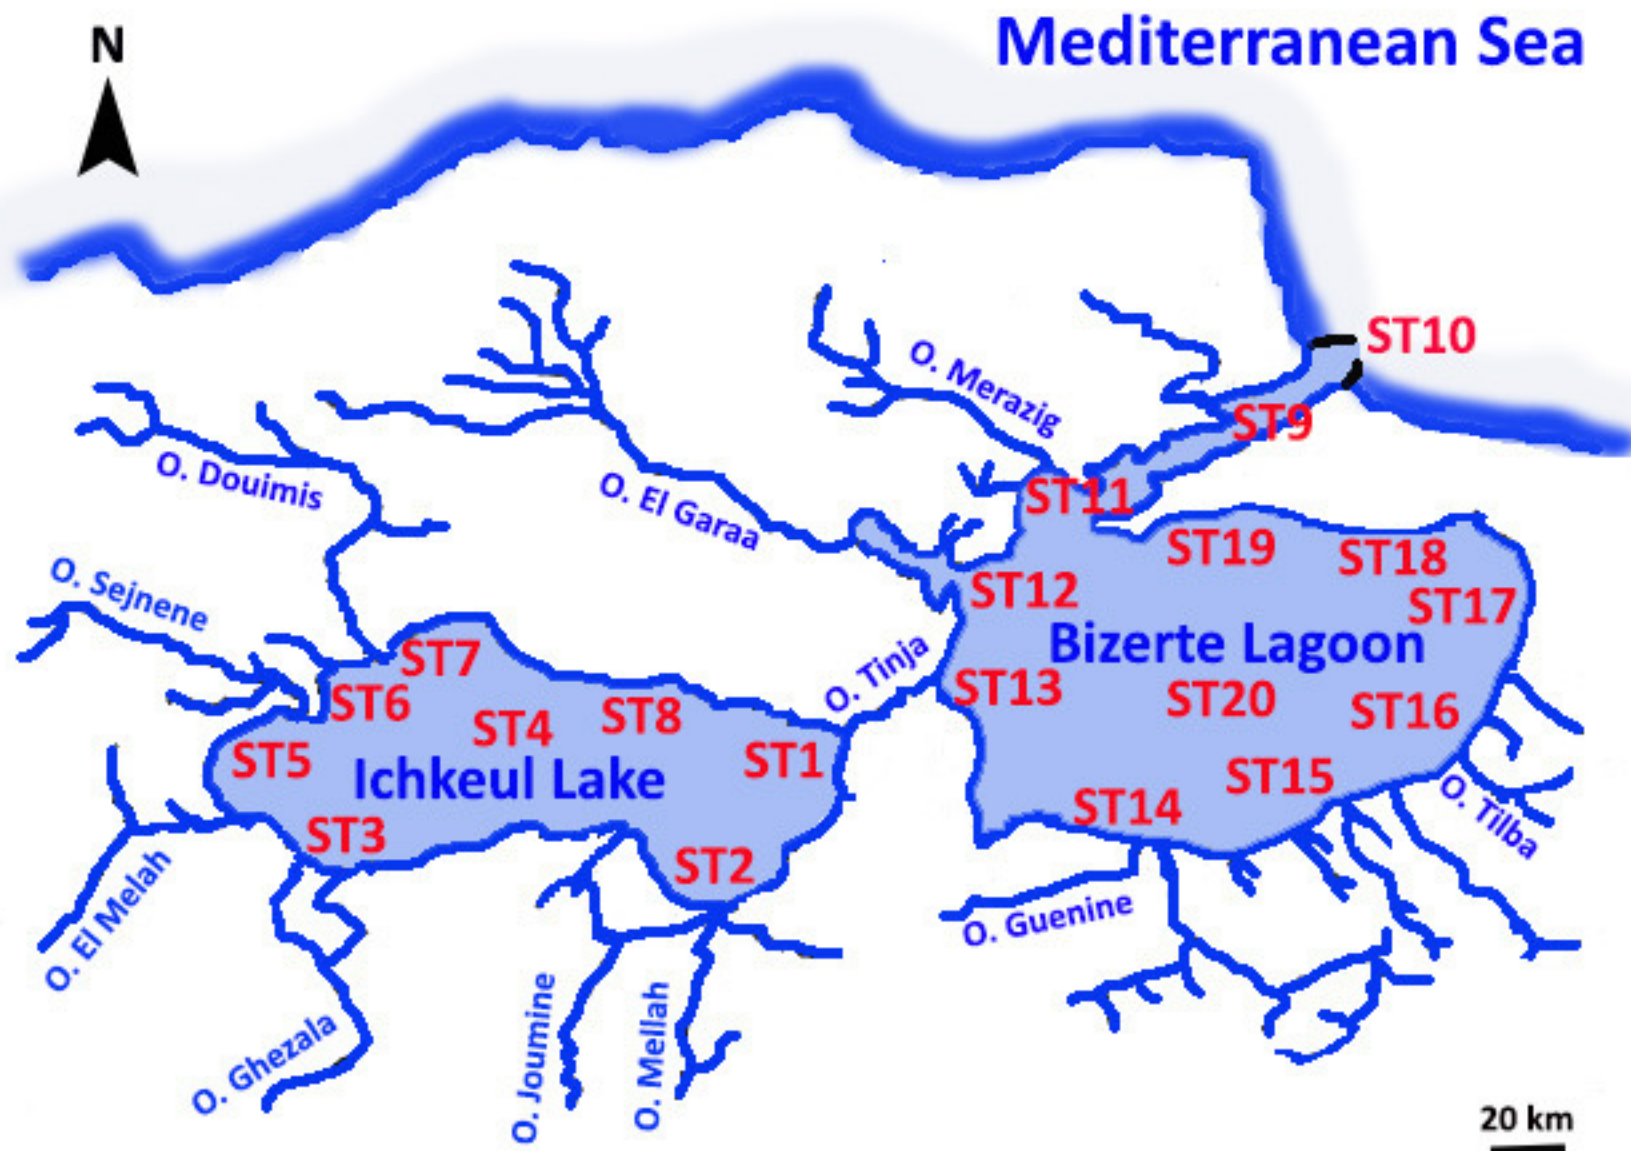 Mediterranean Sea
N
ST10
O. Merazig
ST9
O. Douimis
O. El Garaa
ST11
ST19
ST18
O. Sejnene
ST12
ST17
Bizerte Lagoon
ST7
O. Tinja
ST13
ST6
ST4
ST8
ST20
ST16
ST5
ST1
Ichkeul Lake
ST15
ST14
O. Tilba
ST3
ST2
O. El Melah
O. Guenine
O. Ghezala
O. Joumine
O. Mellah
20 km